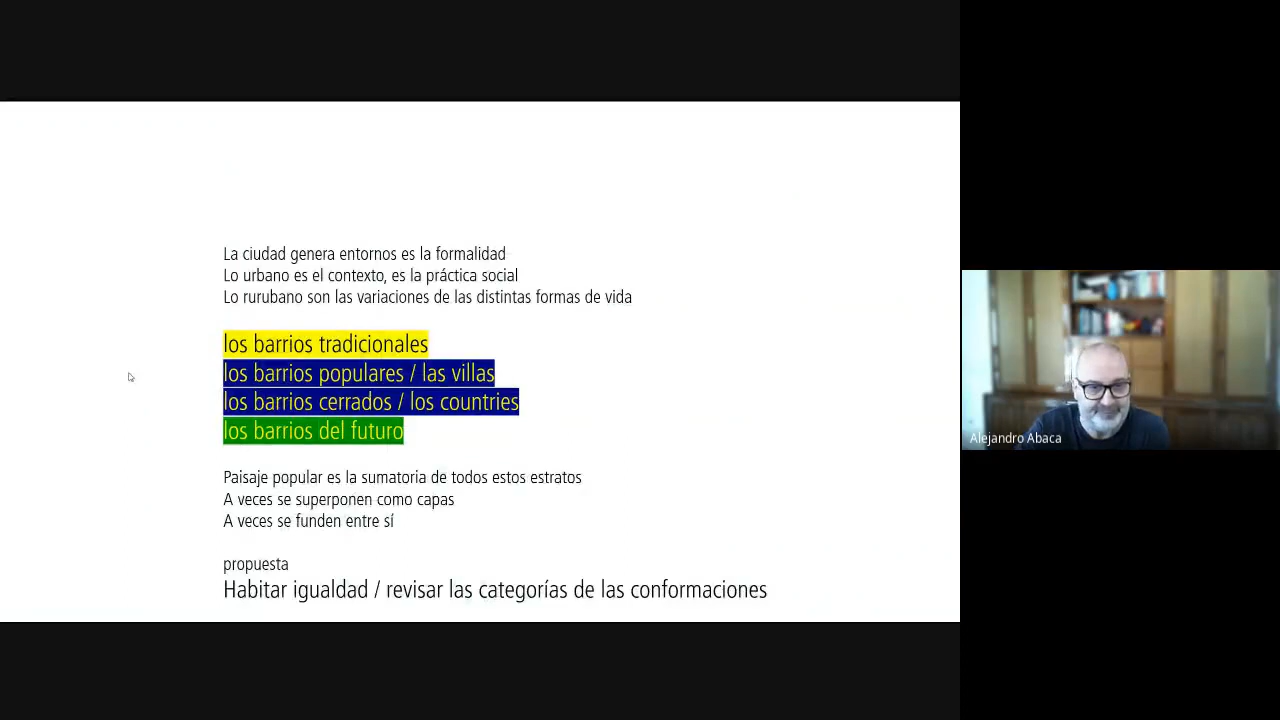 La ciudad genera entornos es la formalidad
Lo urbano es el contexto, es la práctica social
Lo rurubano son las variaciones de las distintas formas de vida
los barrios tradicionales
los barrios populares / las villas
los barrios cerrados / los countries
los barrios del futuro
Paisaje popular es la sumatoria de todos estos estratos
A veces se superponen como capas
A veces se funden entre sí
propuesta
Habitar igualdad / revisar las categorías de las conformaciones
Alejandro Abaca